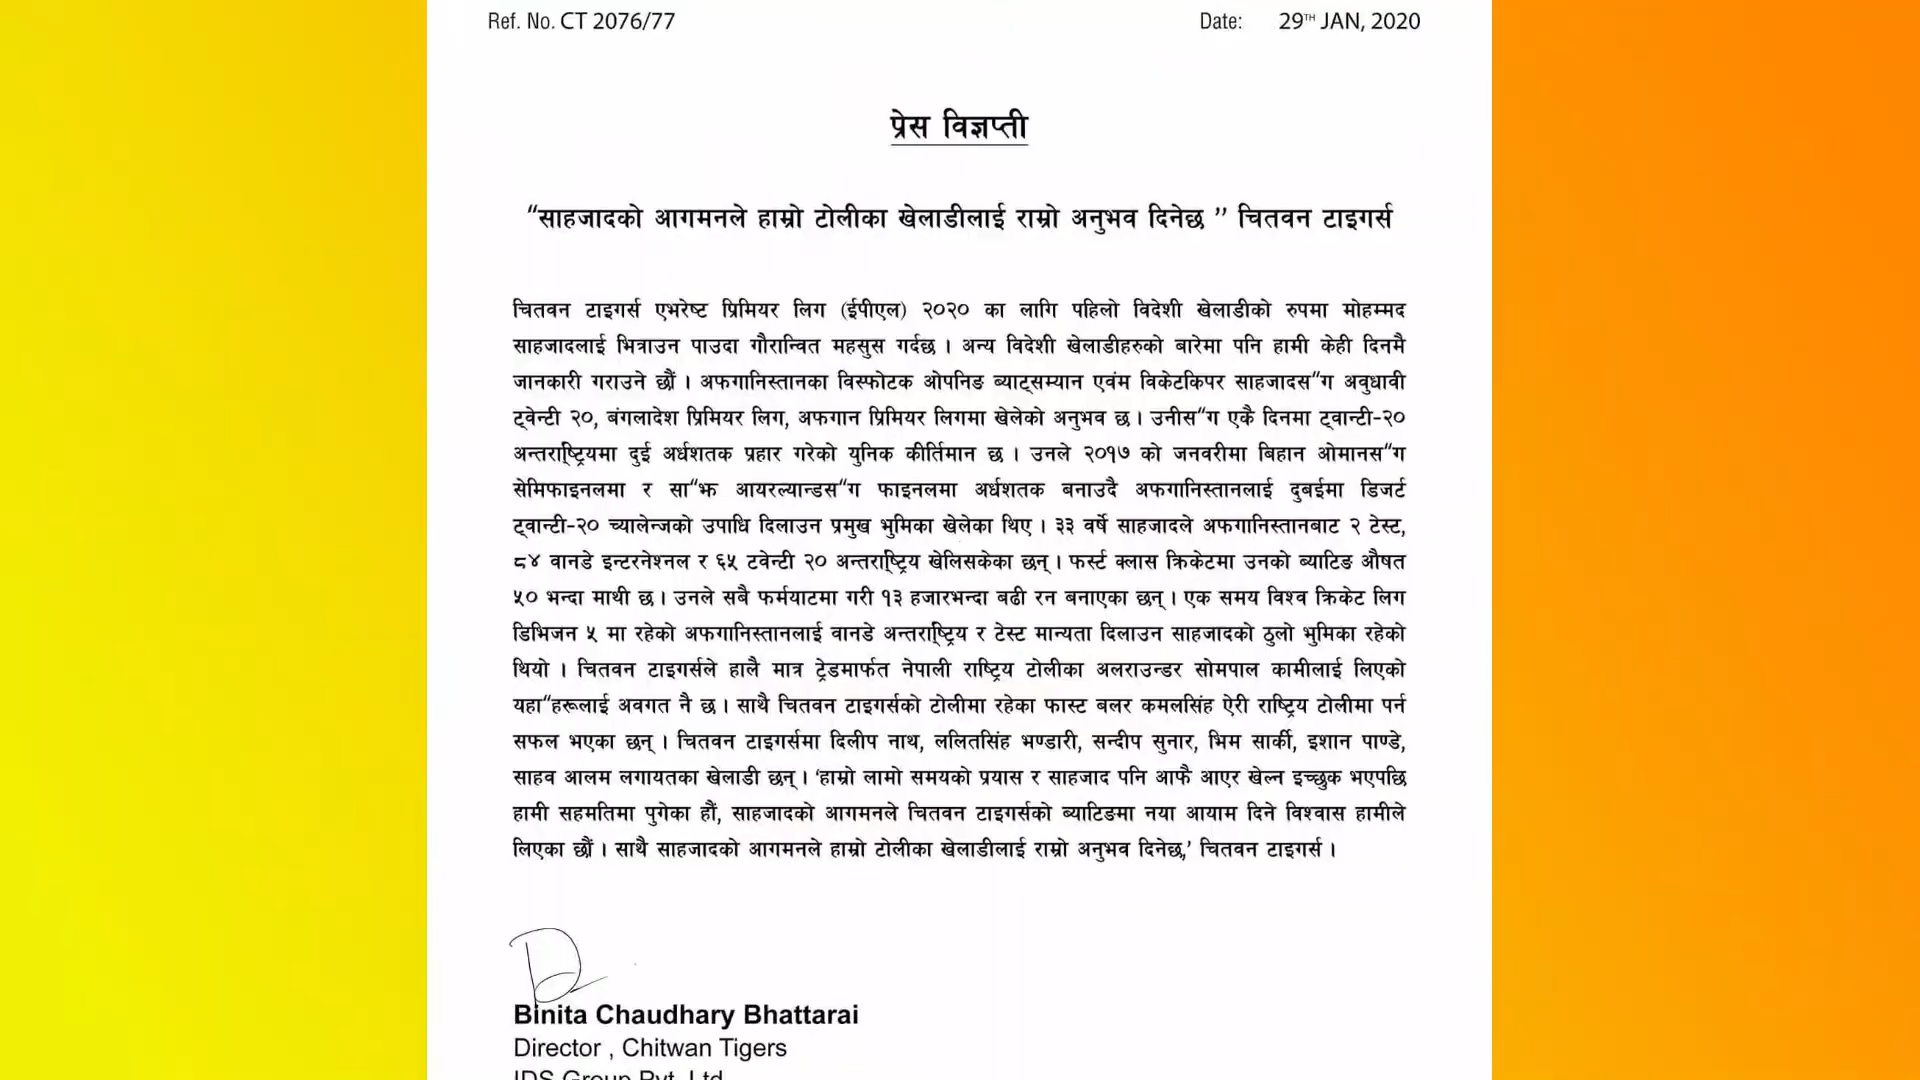 Ref. No. CT 2076/77 Date: 29TH JAN, 2020
प्रेस विज्ञप्ती
“साहजादको आगमनले हाम्रो टोलीका खेलाडीलाई राम्रो अनुभव दिनेछ ” चितवन टाइगर्स
चितवन टाइगर्स एभरेष्ट प्रिमियर लिग (ईपीएल) २०२० का लागि पहिलो विदेशी खेलाडीको रुपमा मोहम्मद
साहजादलाई भित्राउन पाउदा गौरान्वित महसुस गर्दछ । अन्य विदेशी खेलाडीहरुको बारेमा पनि हामी केही दिनमै
जानकारी गराउने छौं । अफगानिस्तानका विस्फोटक ओपनिङ ब्याट्सम्यान एवंम विकेटकिपर साहजादस“ग अवुधावी
ट्वेन्टी २०, बंगलादेश प्रिमियर लिग, अफगान प्रिमियर लिगमा खेलेको अनुभव छ । उनीस“ग एकै दिनमा ट्वान्टी-२०
अन्तराष्ट्रियमा दुई अर्धशतक प्रहार गरेको युनिक कीर्तिमान छ । उनले २०१७ को जनवरीमा बिहान ओमानस“ग
सेमिफाइनलमा र सा“झ आयरल्यान्डस“ग फाइनलमा अर्धशतक बनाउदै अफगानिस्तानलाई दुबईमा डिजर्ट
ट्वान्टी-२० च्यालेन्जको उपाधि दिलाउन प्रमुख भुमिका खेलेका थिए । ३३ वर्षे साहजादले अफगानिस्तानबाट २ टेस्ट,
८४ वानडे इन्टरनेश्नल र ६५ टवेन्टी २० अन्तराष्ट्रिय खेलिसकेका छन् । फर्स्ट क्लास क्रिकेटमा उनको ब्याटिङ औषत
५० भन्दा माथी छ । उनले सबै फर्मयाटमा गरी १३ हजारभन्दा बढी रन बनाएका छन् । एक समय विश्व क्रिकेट लिग
डिभिजन ५ मा रहेको अफगानिस्तानलाई वानडे अन्तराष्ट्रिय र टेस्ट मान्यता दिलाउन साहजादको ठुलो भुमिका रहेको
थियो । चितवन टाइगर्सले हालै मात्र ट्रेडमार्फत नेपाली राष्ट्रिय टोलीका अलराउन्डर सोमपाल कामीलाई लिएको
यहा“हरूलाई अवगत नै छ । साथै चितवन टाइगर्सको टोलीमा रहेका फास्ट बलर कमलसिंह ऐरी राष्ट्रिय टोलीमा पर्न
सफल भएका छन् । चितवन टाइगर्समा दिलीप नाथ, ललितसिंह भण्डारी, सन्दीप सुनार, भिम सार्की, इशान पाण्डे,
साहव आलम लगायतका खेलाडी छन् । ‘हाम्रो लामो समयको प्रयास र साहजाद पनि आफै आएर खेल्न इच्छुक भएपछि
हामी सहमतिमा पुगेका हौं, साहजादको आगमनले चितवन टाइगर्सको ब्याटिङमा नया आयाम दिने विश्वास हामीले
लिएका छौं । साथै साहजादको आगमनले हाम्रो टोलीका खेलाडीलाई राम्रो अनुभव दिनेछ,’ चितवन टाइगर्स ।
Binita Chaudhary Bhattarai
Director , Chitwan Tigers
IDS Group Pvt. Ltd.